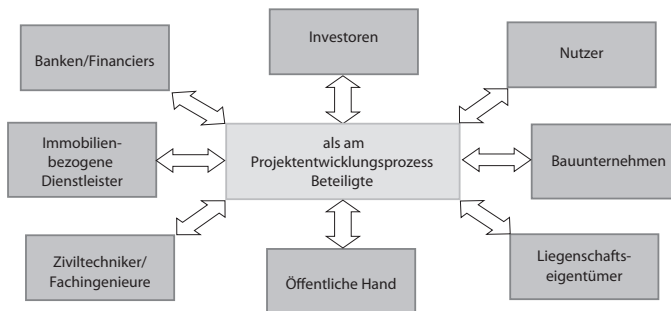 Investoren
Banken/Financiers
Nutzer
Immobilien-
bezogene
Dienstleister
als am
Projektentwicklungsprozess
Beteiligte
Bauunternehmen
Ziviltechniker/
Fachingenieure
Öffentliche Hand
Liegenschafts-
eigentümer